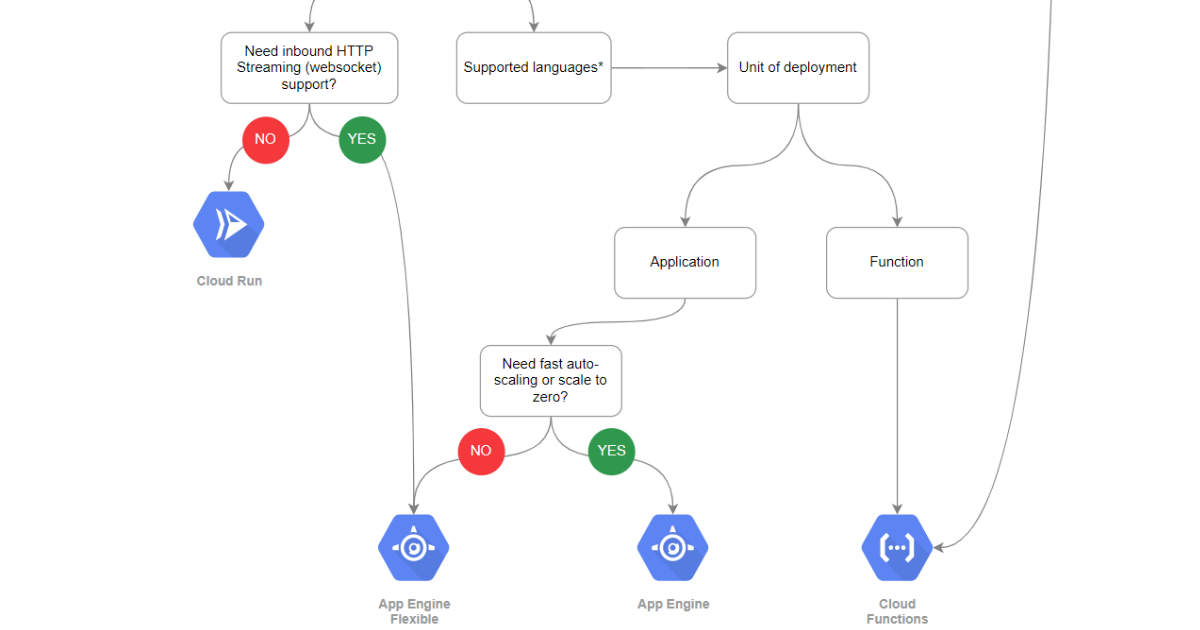 Need inbound HTTP
Streaming (websocket)
support?
Supported languages*
Unit of deployment
NO
YES
Cloud Run
Application
Function
Need fast auto-
scaling or scale to
zero?
NO
YES
App Engine
Flexible
App Engine
Cloud
Functions